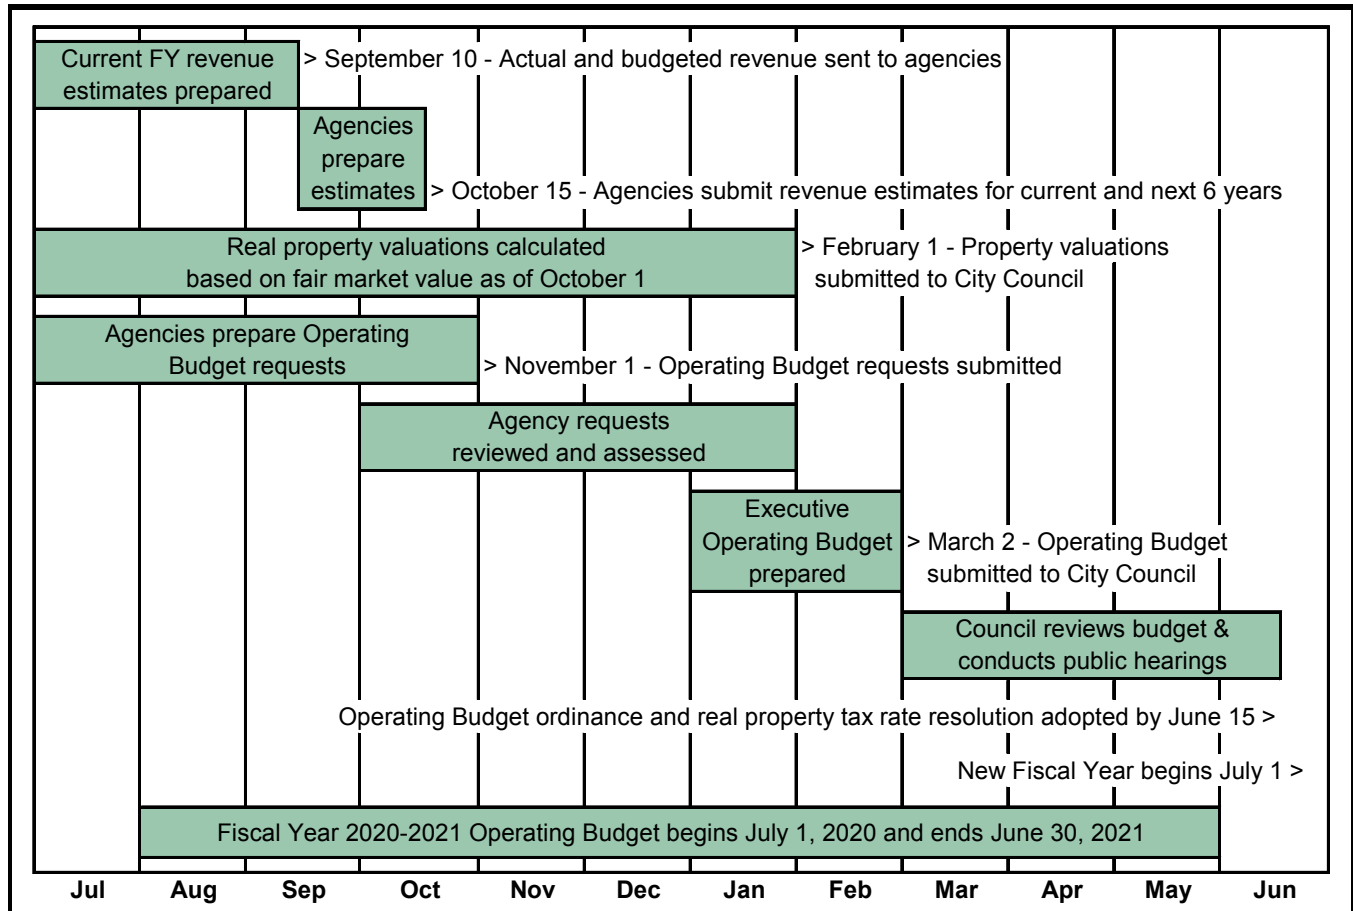 Current FY revenue
estimates prepared
> September 10 - Actual and budgeted revenue sent to agencies
Agencies
prepare
estimates
> October 15 - Agencies submit revenue estimates for current and next 6 years
Real property valuations calculated
based on fair market value as of October 1
> February 1 - Property valuations
submitted to City Council
Agencies prepare Operating
Budget requests
> November 1 - Operating Budget requests submitted
Agency requests
reviewed and assessed
Executive
Operating Budget
prepared
> March 2 - Operating Budget
submitted to City Council
Council reviews budget &
conducts public hearings
Operating Budget ordinance and real property tax rate resolution adopted by June 15 >
New Fiscal Year begins July 1 >
Fiscal Year 2020-2021 Operating Budget begins July 1, 2020 and ends June 30, 2021
Jul Aug Sep Oct Nov Dec Jan Feb Mar Apr May Jun